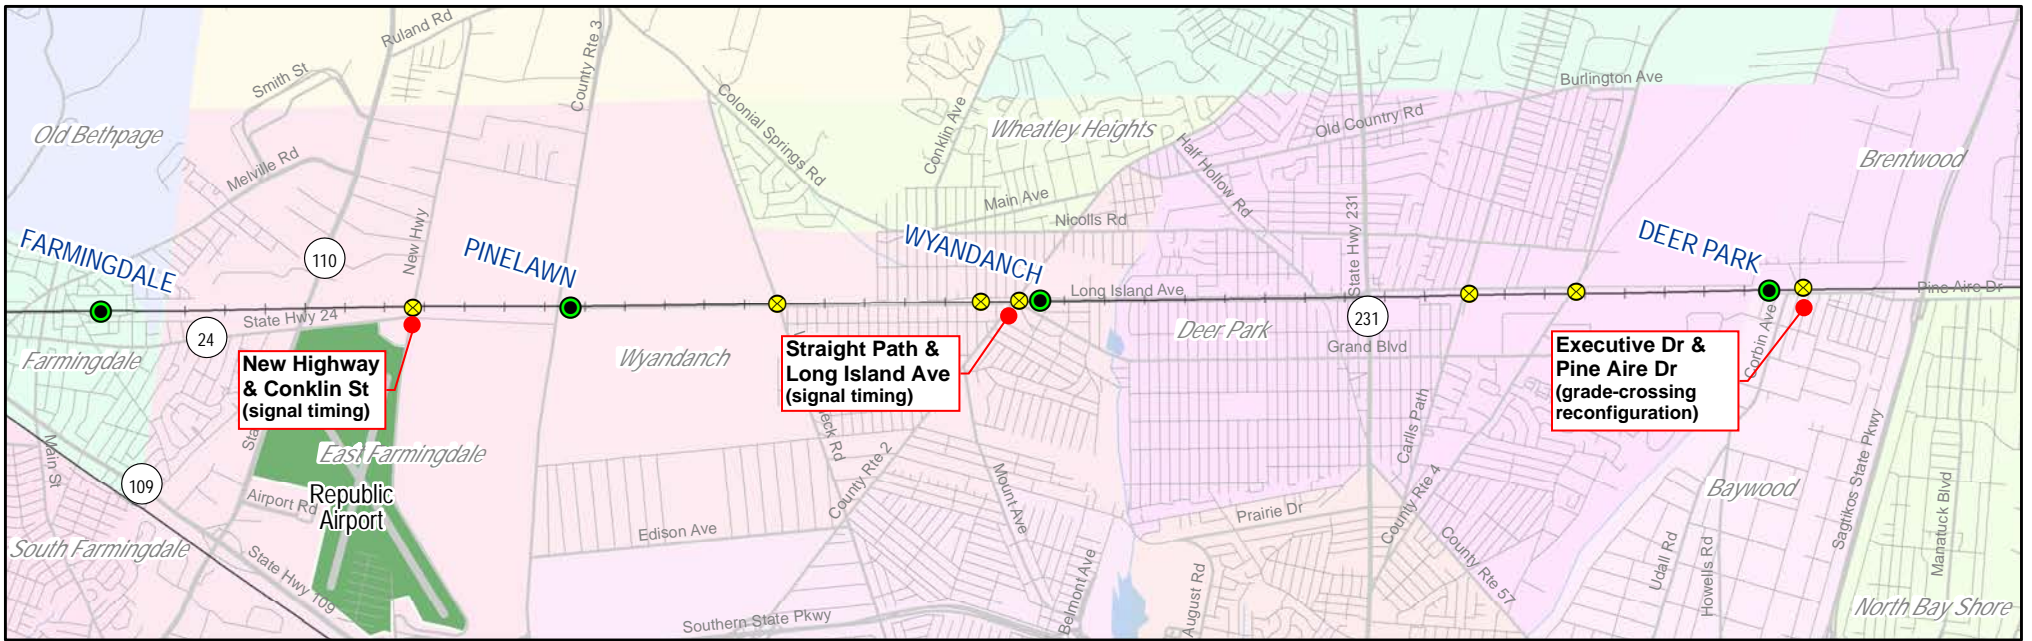 Ruland Rd
County Rte 3
Smith St
Burlington Ave
Colonial Springs Rd
Conklin Ave
Old Bethpage
Wheatley Heights
Old Country Rd
Half Hollow Rd
Brentwood
Melville Rd
Main Ave
Nicolls Rd
State Hwy 231
New Hwy
FARMINGDALE
110
PINELAWN
WYANDANCH
DEER PARK
Long Island Ave
Pine Aire Dr
State Hwy 24
24
231
Farmingdale
Wyandanch
Deer Park
Grand Blvd
Corbin Ave
New Highway
& Conklin St
(signal timing)
Straight Path &
Long Island Ave
(signal timing)
Executive Dr &
Pine Aire Dr
(grade-crossing
reconfiguration)
Sta
eck Rd
Carlls Path
Main St
East Farmingdale
County Rte 2
Mount Ave
County Rte 4
Sagtikos State Pkwy
Manatuck Blvd
109
Airport Rd
Republic
Airport
Baywood
Prairie Dr
Edison Ave
South Farmingdale
State Hwy 109
County Rte 57
Udall Rd
Howells Rd
Belmont Ave
August Rd
Southern State Pkwy
North Bay Shore